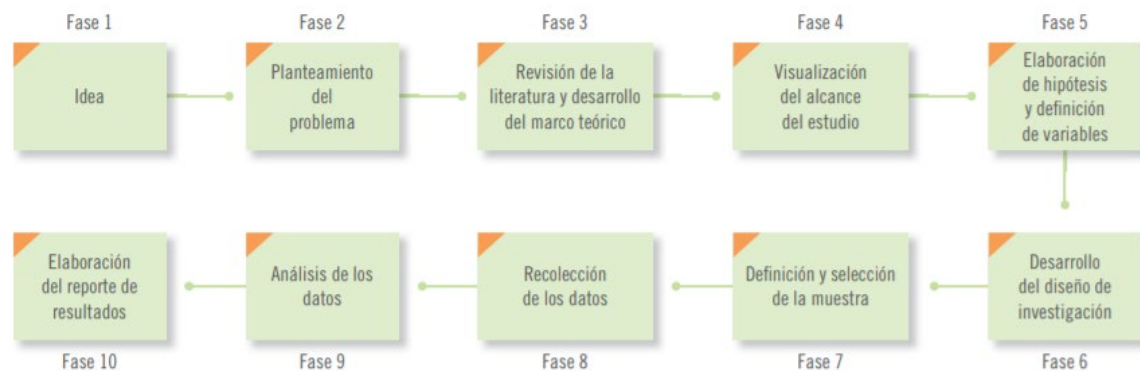 Fase 1
Idea
Fase 2
Planteamiento
del
problema
Fase 3
Revisión de la
literatura y desarrollo
del marco teórico
Fase 4
Visualización
del alcance
del estudio
Fase 5
Elaboración
de hipótesis
y definición
de variables
Desarrollo
del diseño de
investigación
Fase 6
Definición y selección
de la muestra
Fase 7
Recolección
de los datos
Fase 8
Análisis de los
datos
Fase 9
Elaboración
del reporte de
resultados
Fase 10